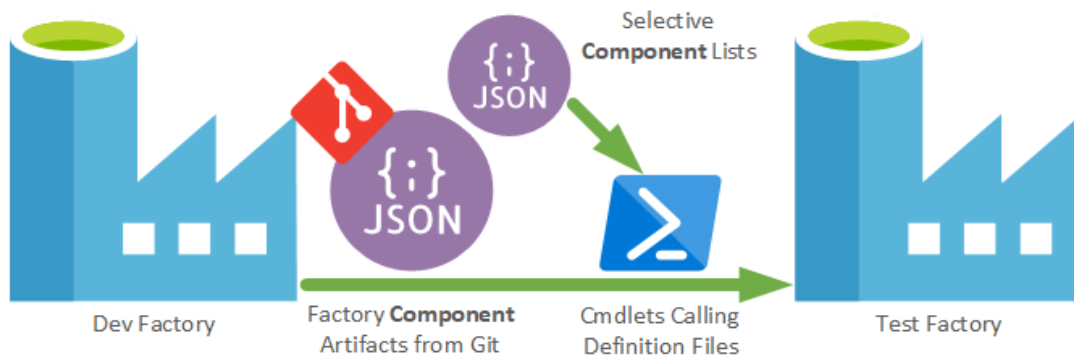 Selective
Component Lists
{;}
JSON
{;}
JSON
Dev Factory
Factory Component
Artifacts from Git
Cmdlets Calling
Definition Files
Test Factory